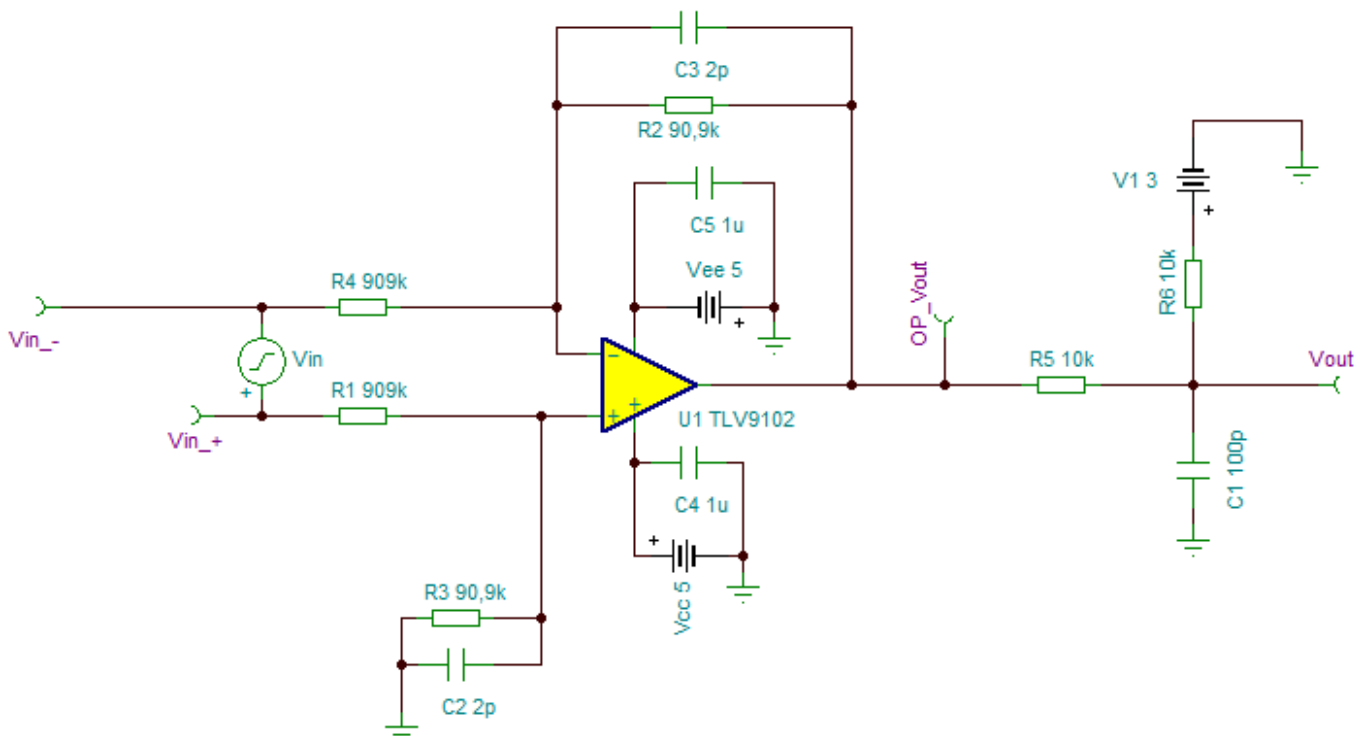 C3 2p
R2 90,9k
C5 1u
Vee 5
+
V1 3
+
R6 10k
R4 909k
Vin_-
Vin
+
R1 909k
Vin_+
OP_Vout
R5 10k
Vout
−
+
+
U1 TLV9102
C4 1u
+
Vcc 5
C1 100p
R3 90,9k
C2 2p